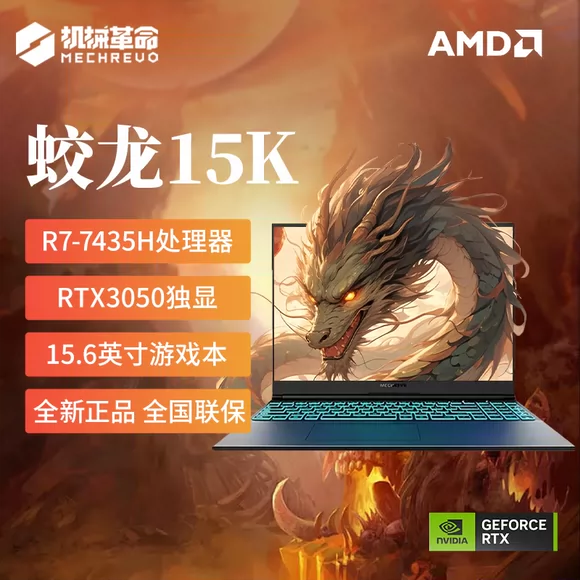 机械革命
MECHREVO
AMD
蛟龙15K
R7-7435H处理器
RTX3050独显
15.6英寸游戏本
全新正品 全国联保
MECHREVO
NVIDIA
GEFORCE
RTX